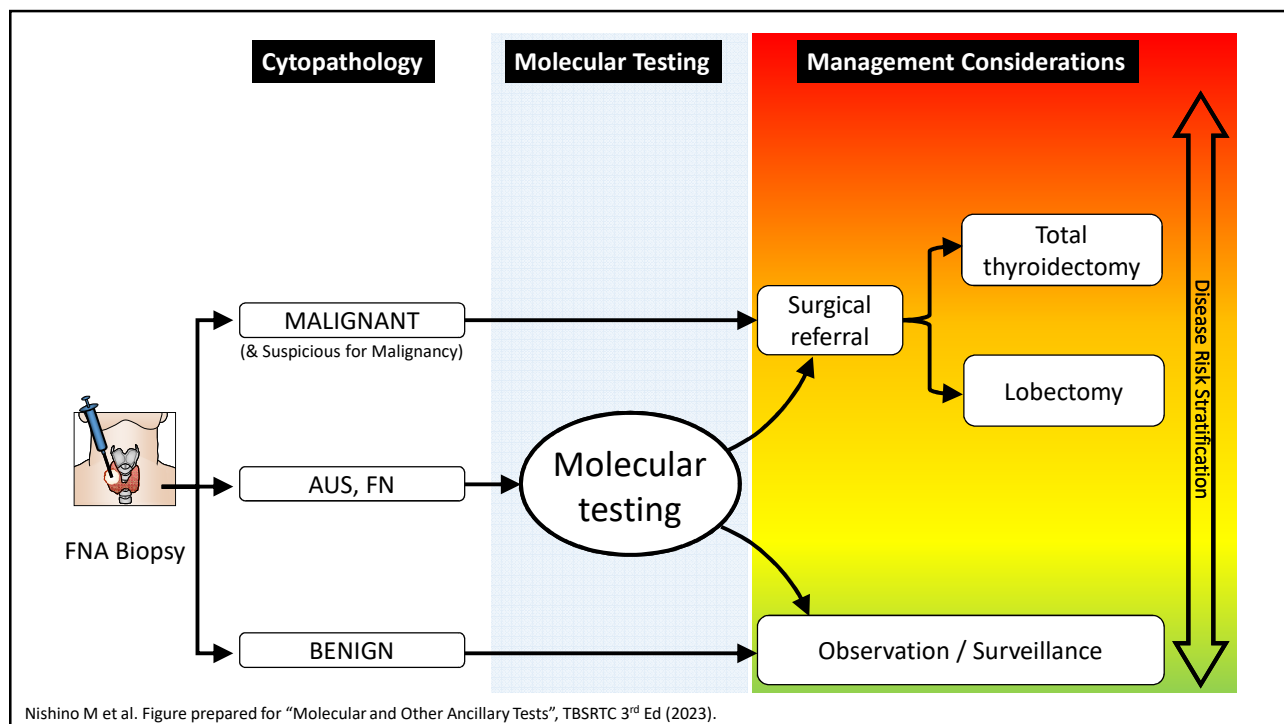 Cytopathology
Molecular Testing
Management Considerations
Total
thyroidectomy
MALIGNANT
(& Suspicious for Malignancy)
Surgical
referral
Lobectomy
Disease Risk Stratification
AUS, FN
Molecular
testing
FNA Biopsy
BENIGN
Observation / Surveillance
Nishino M et al. Figure prepared for “Molecular and Other Ancillary Tests”, TBSRTC 3rd Ed (2023).